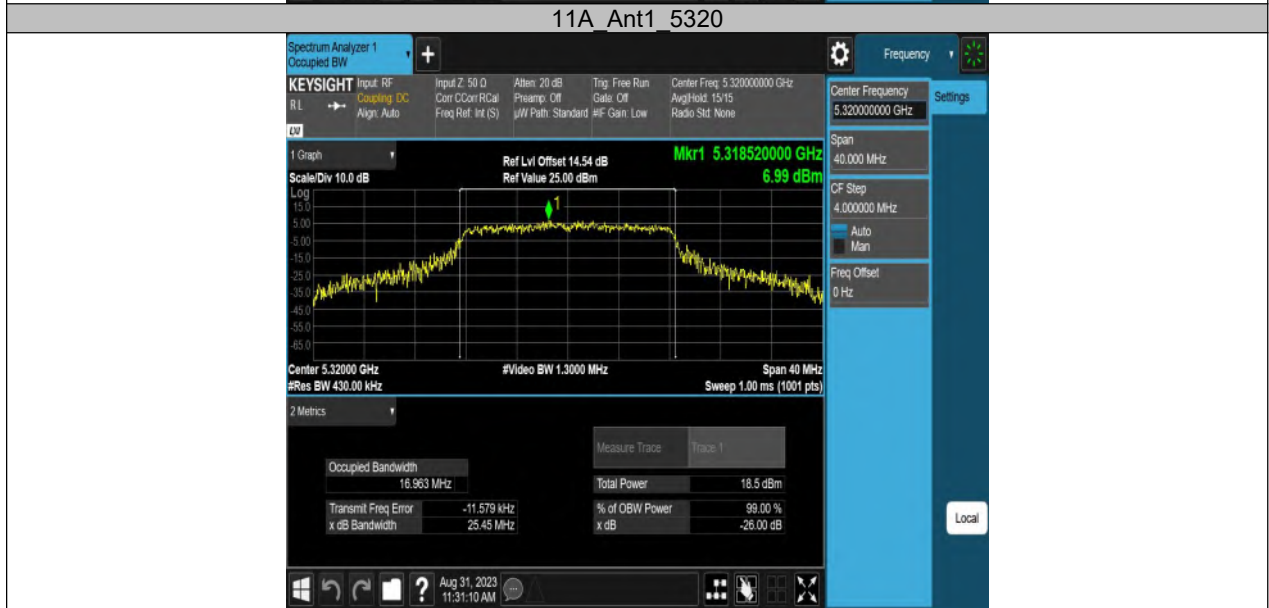 11A_Ant1_5320
Spectrum Analyzer 1
Occupied BW
+
Frequency
KEYSIGHT
RL
LXI
Input: RF
Coupling: DC
Align: Auto
Input Z: 50 Ω
Corr CCorr RCal
Freq Ref: Int (S)
Atten: 20 dB
Preamp: Off
µW Path: Standard
Trig: Free Run
Gate: Off
#IF Gain: Low
Center Freq: 5.320000000 GHz
Avg|Hold: 15/15
Radio Std: None
Center Frequency
5.320000000 GHz
Settings
Span
40.000 MHz
CF Step
4.000000 MHz
Auto
Man
Freq Offset
0 Hz
Local
1 Graph
Scale/Div 10.0 dB
Ref Lvl Offset 14.54 dB
Ref Value 25.00 dBm
Mkr1 5.318520000 GHz
6.99 dBm
Log
15.0
5.00
-5.00
-15.0
-25.0
-35.0
-45.0
-55.0
-65.0
1
Center 5.32000 GHz
#Video BW 1.3000 MHz
Span 40 MHz
#Res BW 430.00 kHz
Sweep 1.00 ms (1001 pts)
2 Metrics
Measure Trace Trace 1
Occupied Bandwidth
16.963 MHz
Total Power 18.5 dBm
Transmit Freq Error -11.579 kHz
% of OBW Power 99.00 %
x dB Bandwidth 25.45 MHz
x dB -26.00 dB
?
Aug 31, 2023
11:31:10 AM